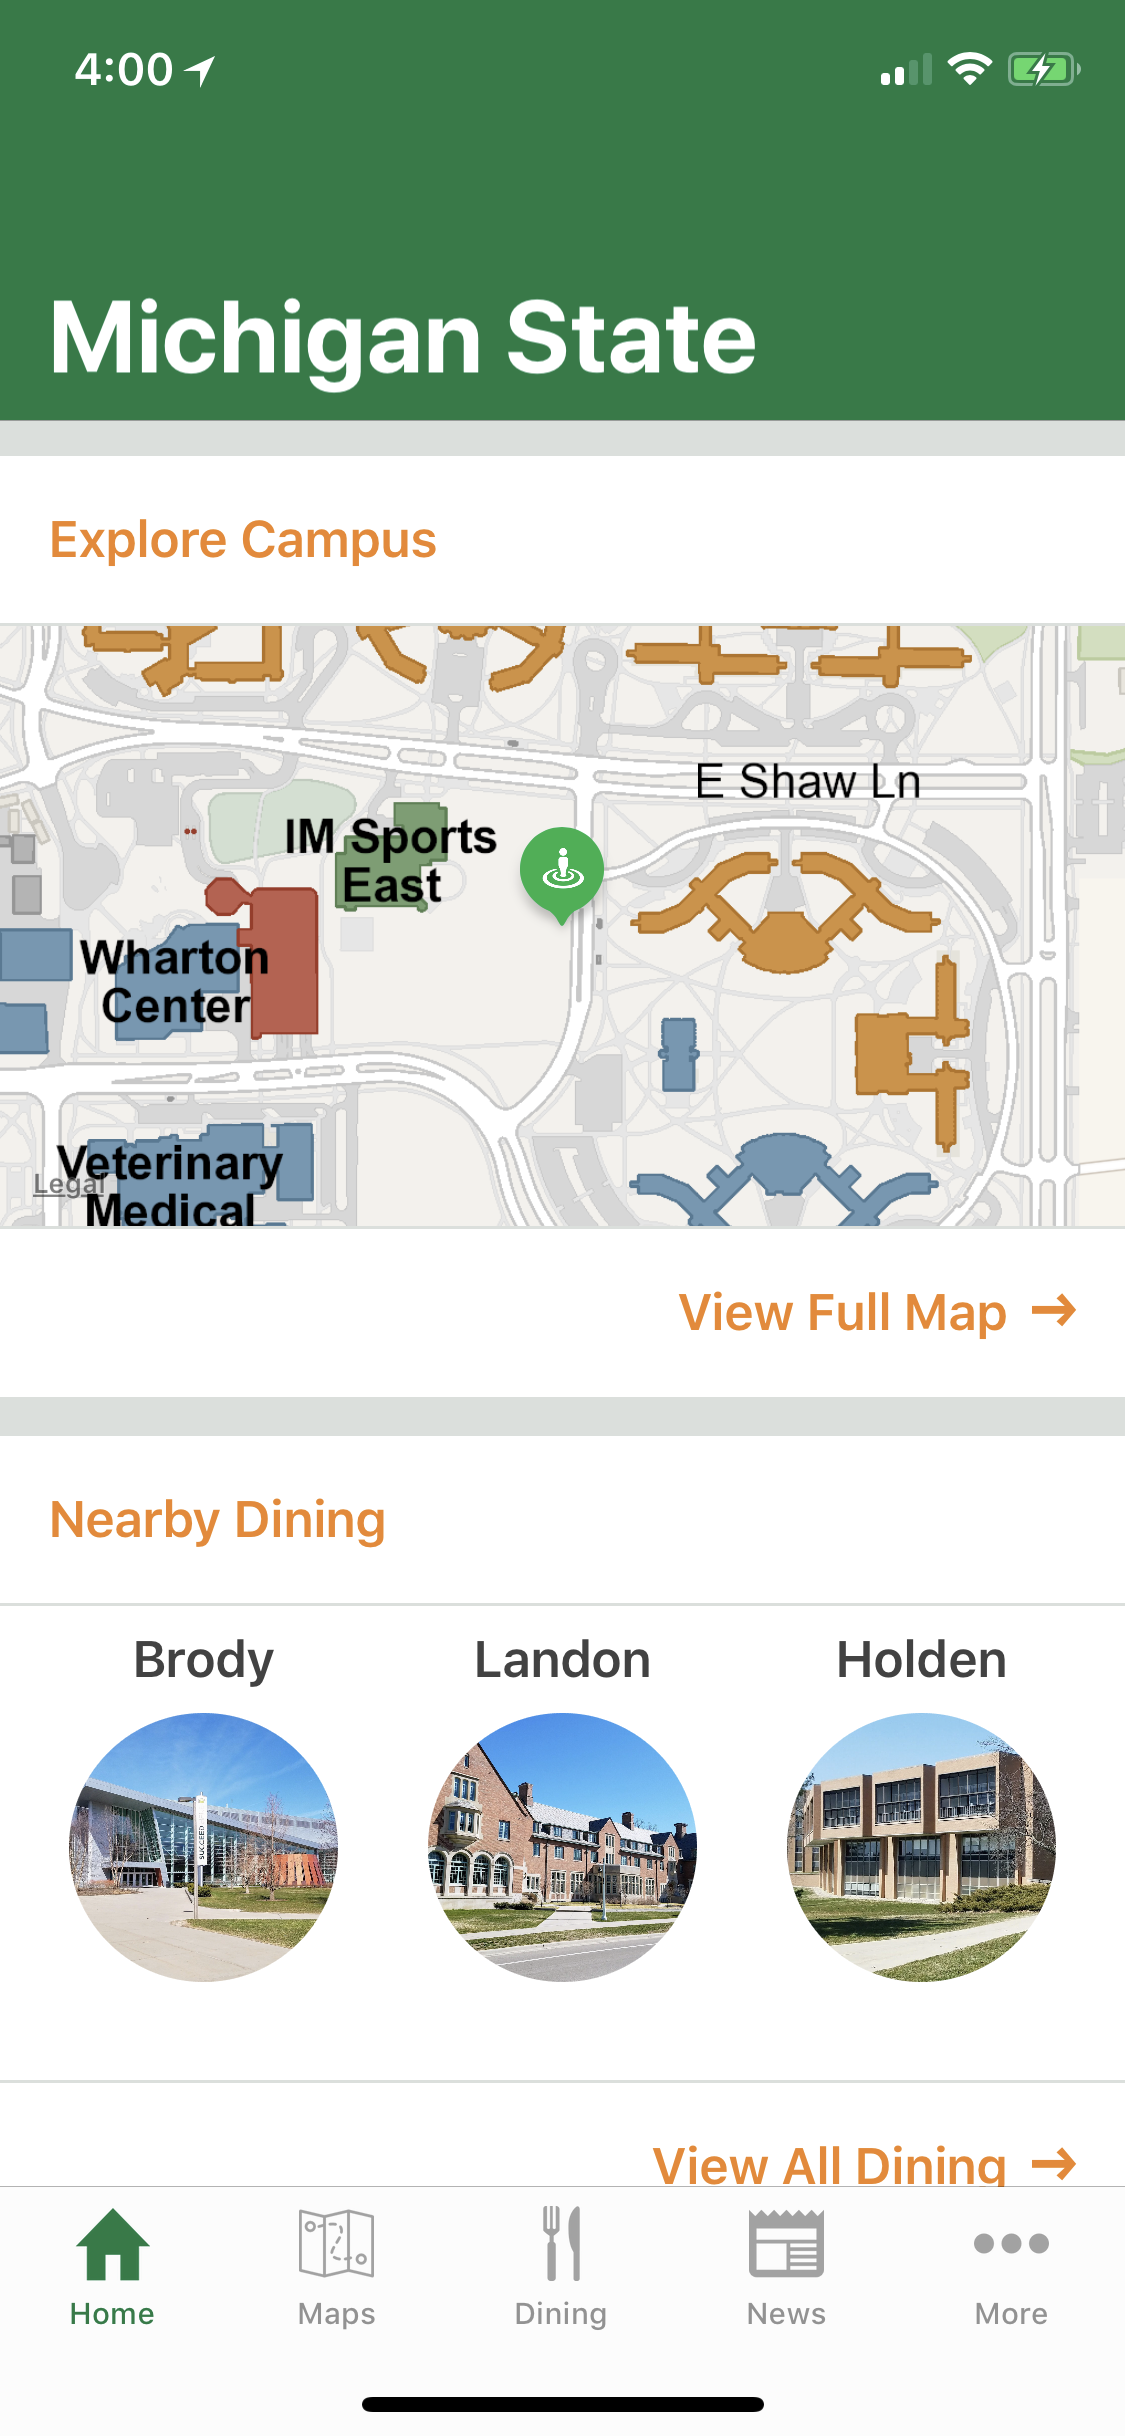 4:00
Michigan State
Explore Campus
E Shaw Ln
IM Sports
East
Wharton
Center
Veterinary
Medical
Legal
View Full Map →
Nearby Dining
Brody
Landon
Holden
SUCCEED
View All Dining →
Home
Maps
Dining
News
More